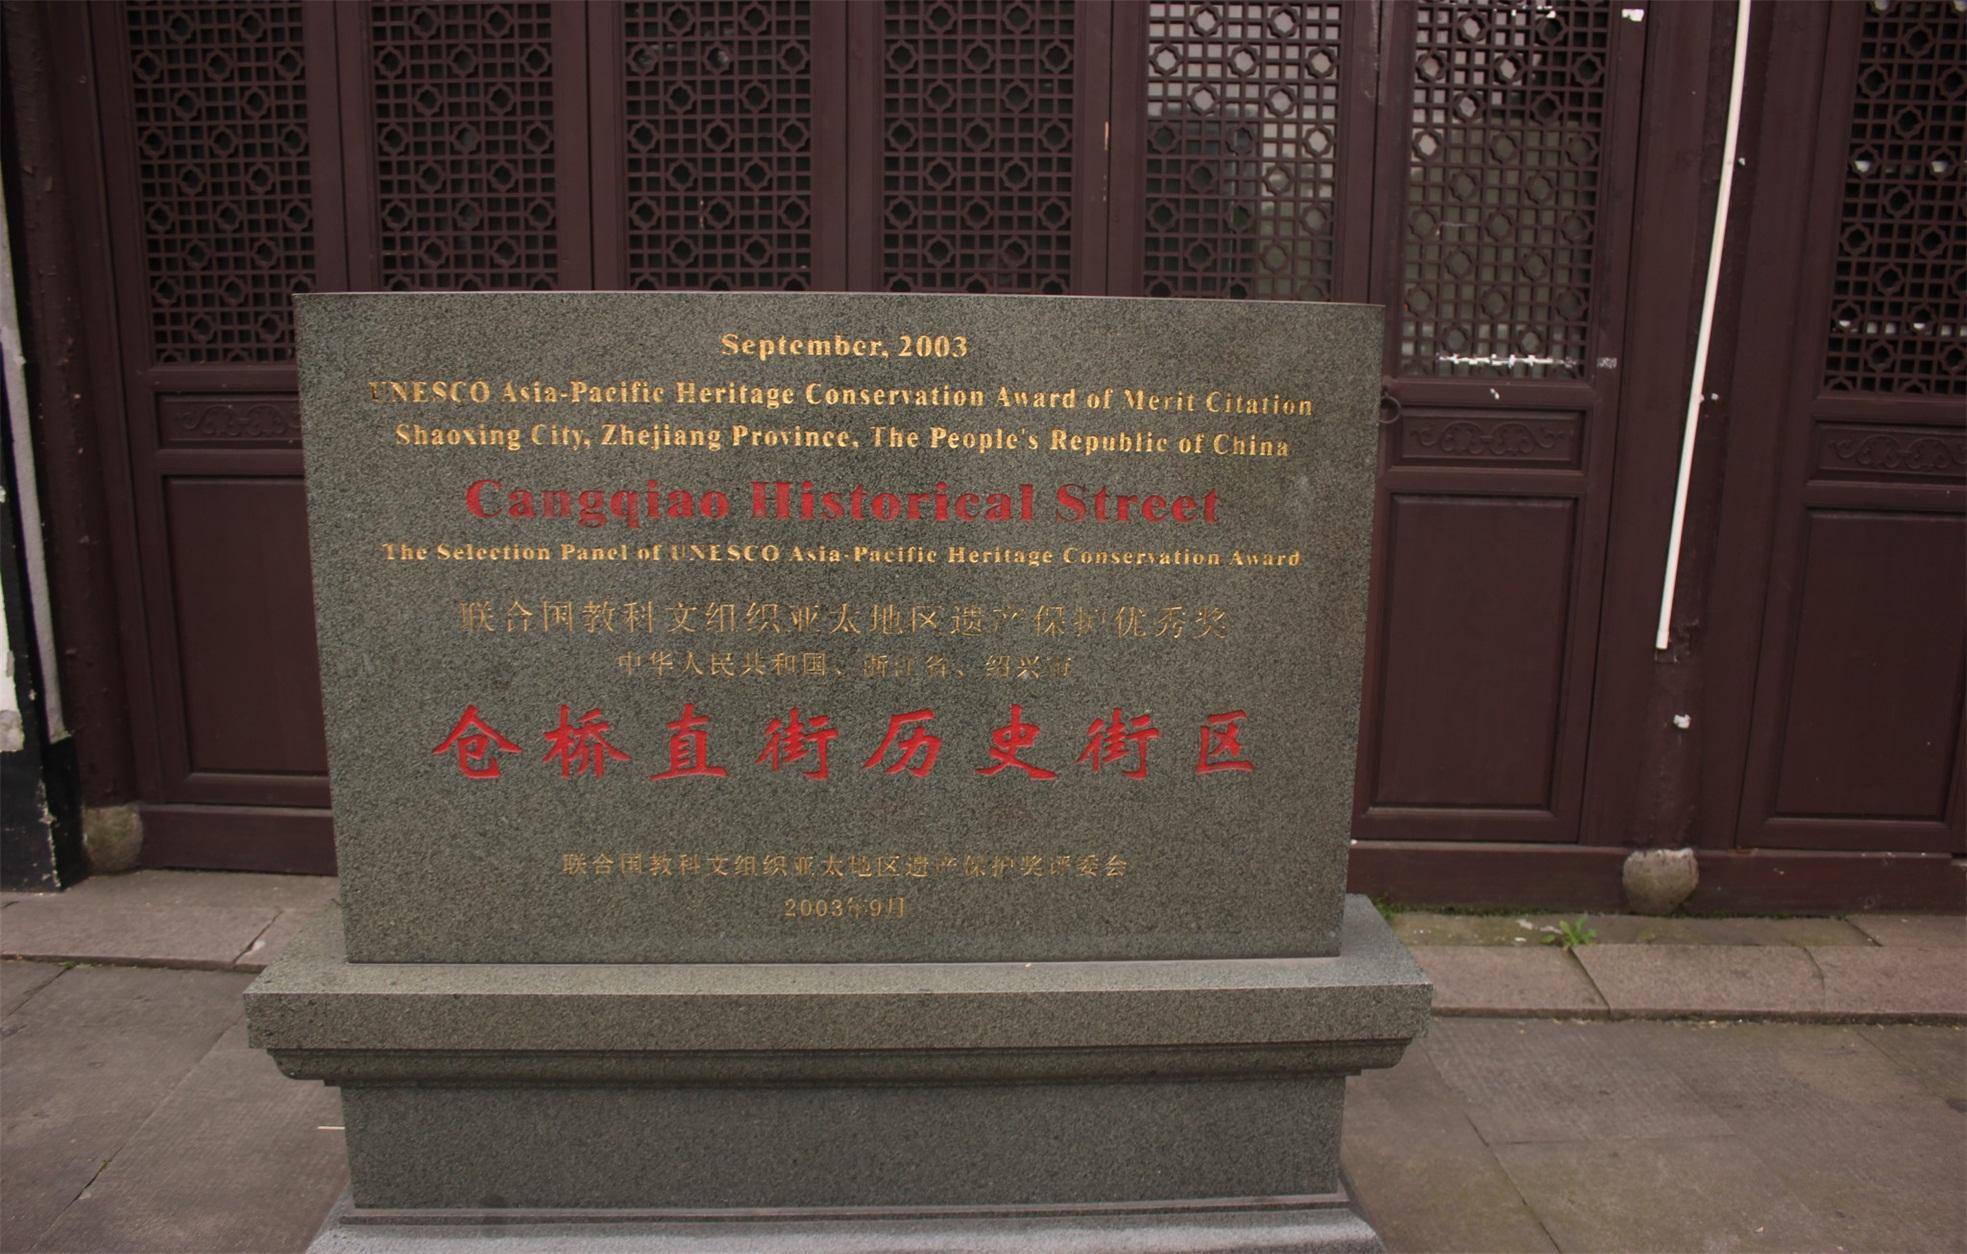 September, 2003
UNESCO Asia-Pacific Heritage Conservation Award of Merit Citation
Shaoxing City, Zhejiang Province, The People's Republic of China
Cangqiao Historical Street
The Selection Panel of UNESCO Asia-Pacific Heritage Conservation Award
联合国教科文组织亚太地区遗产保护优秀奖
中华人民共和国、浙江省、绍兴市
仓桥直街历史街区
联合国教科文组织亚太地区遗产保护奖评委会
2003年9月